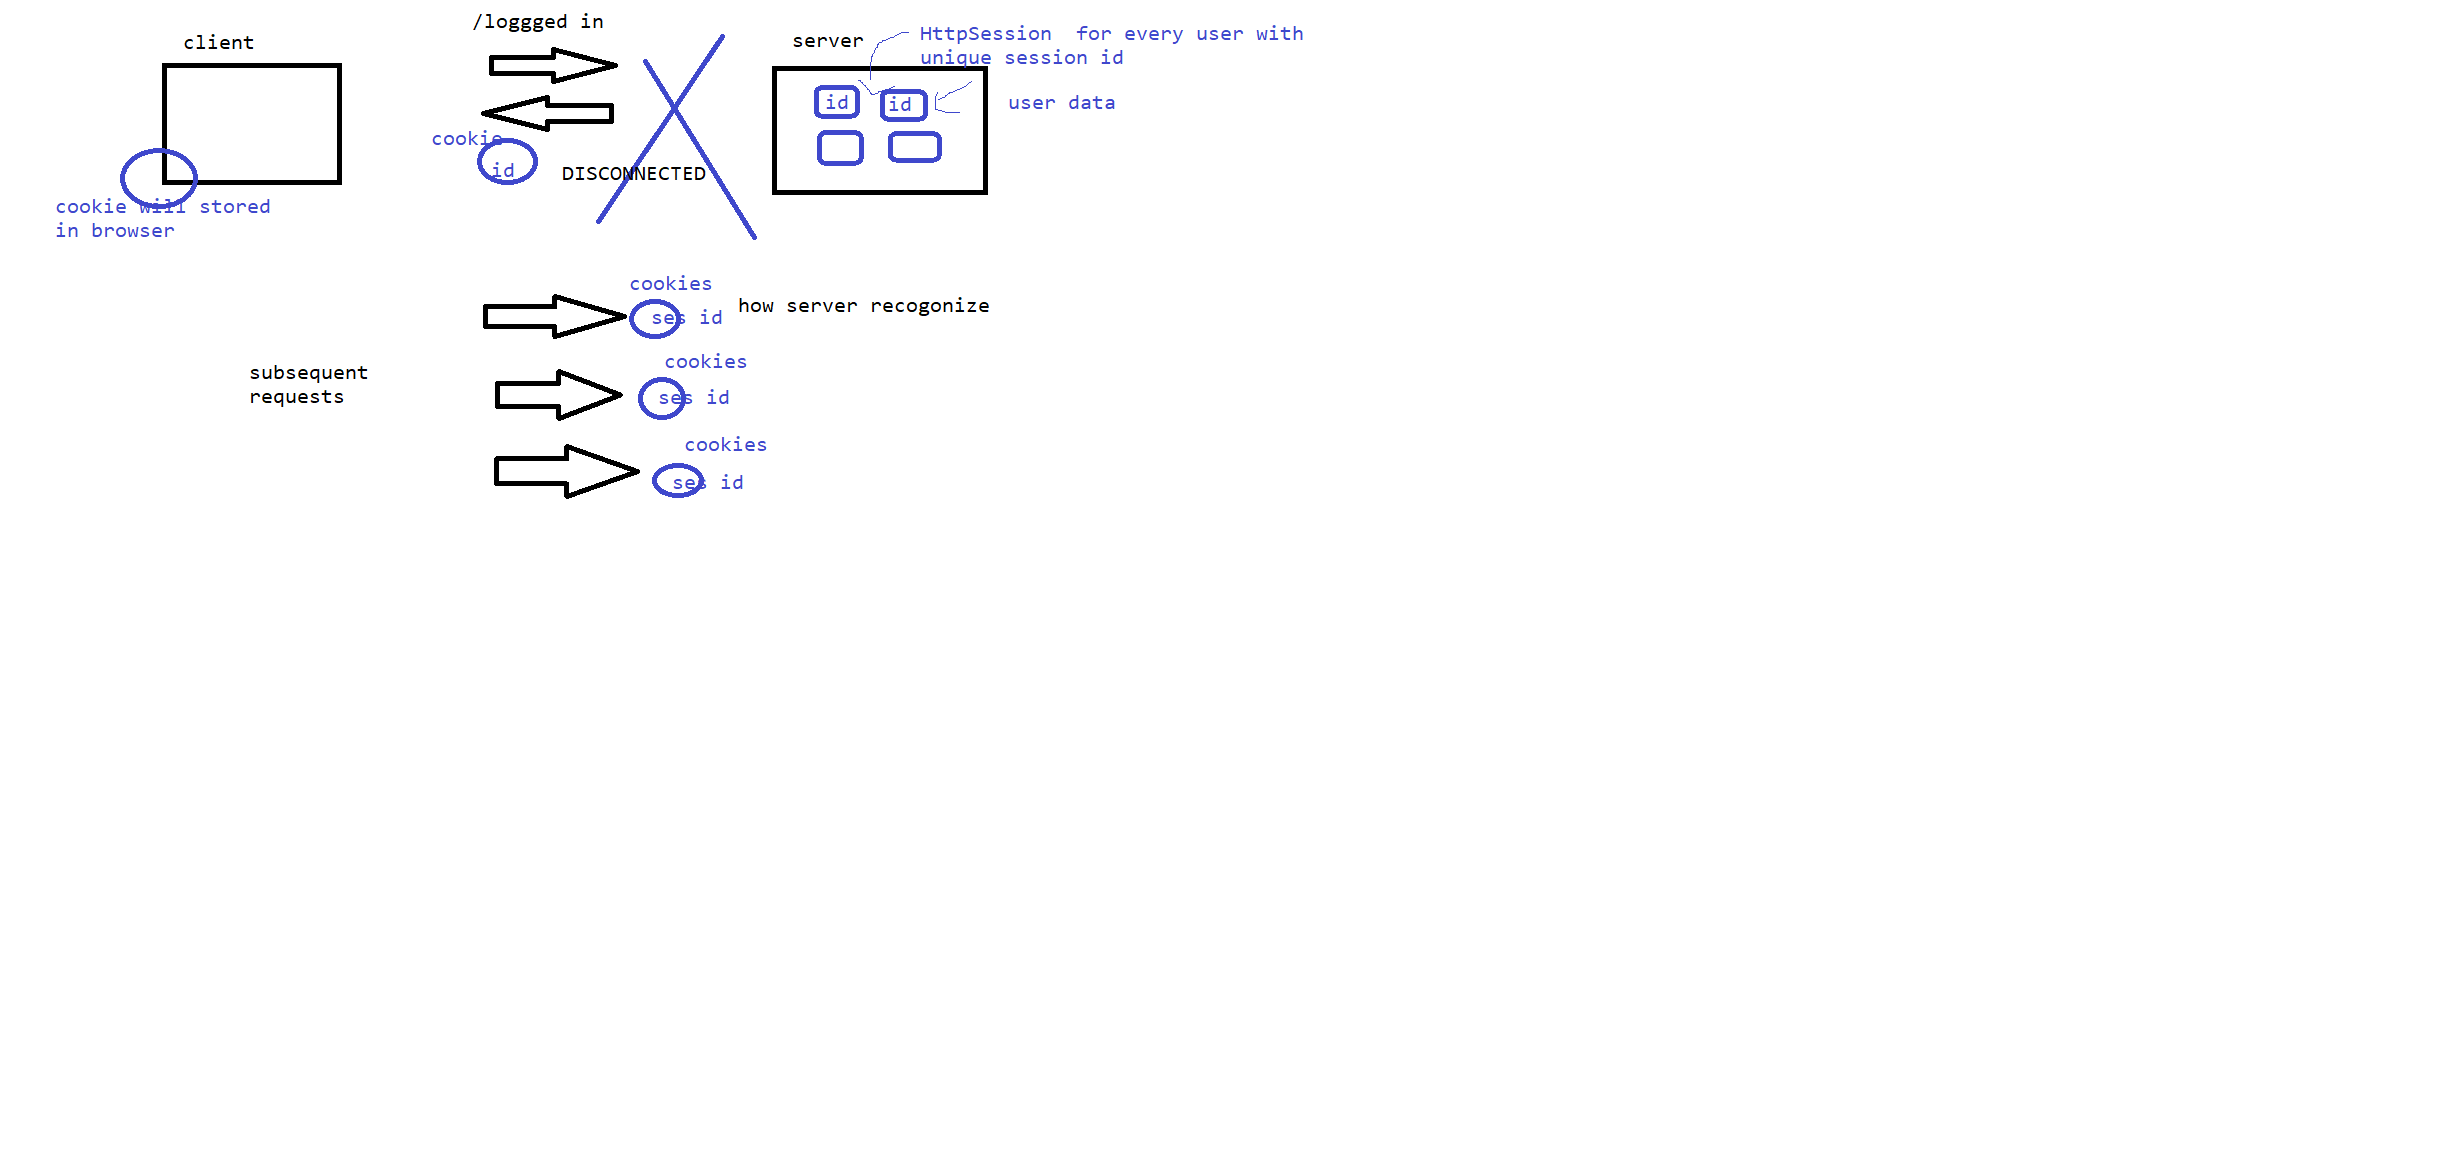 /loggged in
client
server
HttpSession  for every user with
unique session id
id
id
user data
cookie
id
DISCONNECTED
cookie will stored
in browser
cookies
ses id
how server recogonize
subsequent
requests
cookies
ses id
cookies
ses id